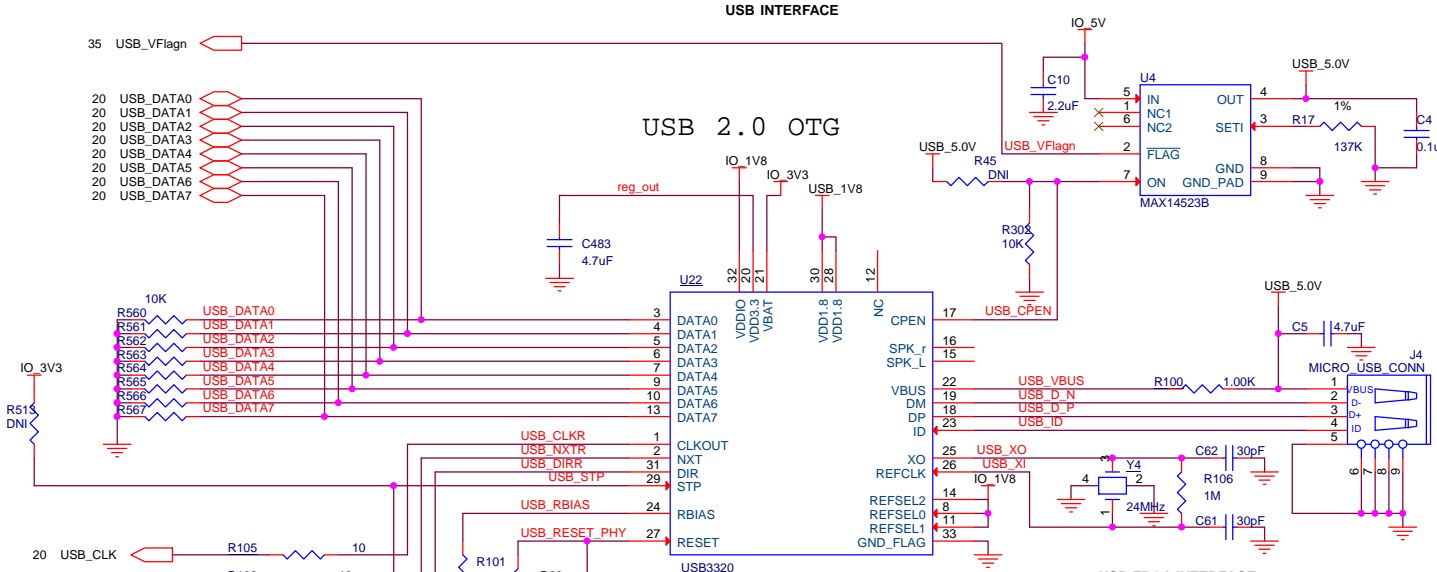 USB INTERFACE
IO_5V
35 USB_VFlagn
USB_5.0V
C10
2.2uF
U4
5 IN OUT 4
1 NC1
6 NC2 SETI 3
R17 1% 137K
C4
2 FLAG
GND 8
7 ON GND_PAD 9
MAX14523B
20 USB_DATA0
20 USB_DATA1
20 USB_DATA2
20 USB_DATA3
20 USB_DATA4
20 USB_DATA5
20 USB_DATA6
20 USB_DATA7
USB 2.0 OTG
USB_VFlagn
USB_5.0V
R45
DNI
IO_1V8
IO_3V3
USB_1V8
reg_out
C483
4.7uF
R302
10K
U22
32 20 21 30 28 12
VDDIO VDD3.3 VBAT VDD1.8 VDD1.8 NC
USB_CPEN
10K
R560 USB_DATA0 3 DATA0
R561 USB_DATA1 4 DATA1
R562 USB_DATA2 5 DATA2
R563 USB_DATA3 6 DATA3
R564 USB_DATA4 7 DATA4
R565 USB_DATA5 9 DATA5
R566 USB_DATA6 10 DATA6
R567 USB_DATA7 13 DATA7
CPEN 17
SPK_r 16
SPK_L 15
VBUS 22 USB_VBUS R100 1.00K
DM 19 USB_D_N
DP 18 USB_D_P
ID 23 USB_ID
USB_5.0V
C5 4.7uF
J4
MICRO_USB_CONN
1 VBUS
2 D-
3 D+
4 ID
5
6 7 8 9
IO_3V3
R513
DNI
USB_CLKR 1 CLKOUT
USB_NXTR 2 NXT
USB_DIRR 31 DIR
USB_STP 29 STP
USB_RBIAS 24 RBIAS
USB_RESET_PHY 27 RESET
XO 25 USB_XO
REFCLK 26 USB_XI
IO_1V8
REFSEL2 14
REFSEL0 8
REFSEL1 11
GND_FLAG 33
USB3320
3 Y4
4 2
24MHz
1
C62 30pF
R106
1M
C61 30pF
20 USB_CLK R105 10
R101